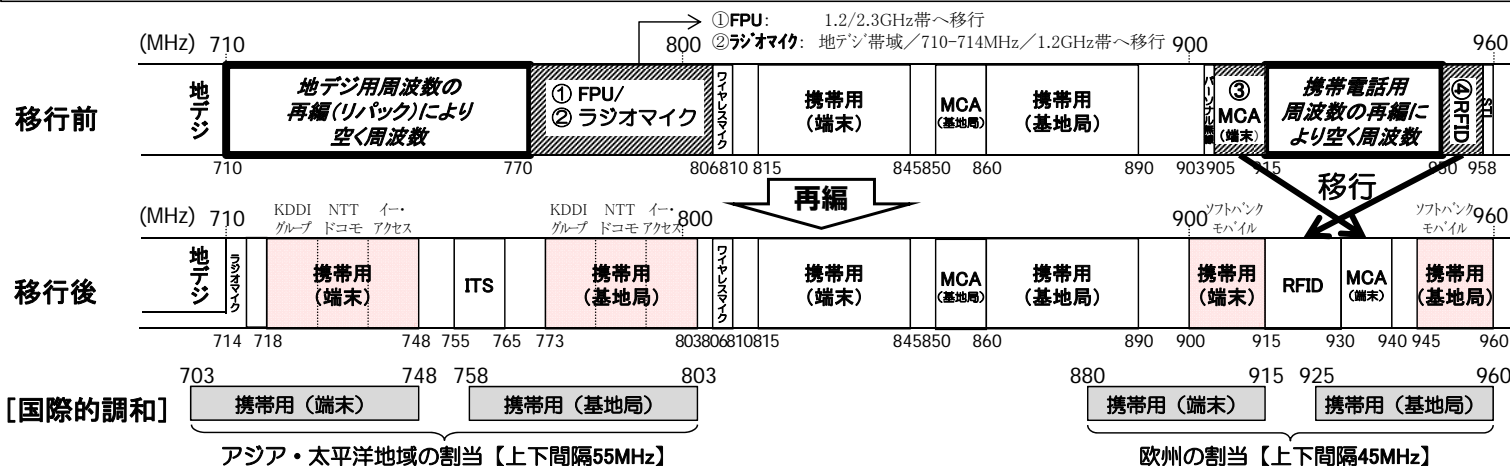 ①FPU: 1.2/2.3GHz帯へ移行
②ラジオマイク: 地デジ帯域／710-714MHz／1.2GHz帯へ移行
(MHz) 710 800 900 960
移行前
地デジ
地デジ用周波数の
再編(リパック)により
空く周波数
① FPU/
② ラジオマイク
ワイヤレスマイク
携帯用
(端末)
MCA
(基地局)
携帯用
(基地局)
パーソナル無線
③
MCA
(端末)
携帯電話用
周波数の再編に
より空く周波数
④RFID
STL
710 770 806 810 815 845 850 860 890 903 905 915 950 958
再編
移行
(MHz) 710 800 900 960
KDDI
グループ
NTT
ドコモ
イー・
アクセス
KDDI
グループ
NTT
ドコモ
イー・
アクセス
ソフトバンク
モバイル
ソフトバンク
モバイル
移行後
地デジ
ラジオマイク
携帯用
(端末)
ITS
携帯用
(基地局)
ワイヤレスマイク
携帯用
(端末)
MCA
(基地局)
携帯用
(基地局)
携帯用
(端末)
RFID
MCA
(端末)
携帯用
(基地局)
714 718 748 755 765 773 803 806 810 815 845 850 860 890 900 915 930 940 945 960
703 748 758 803 880 915 925 960
[国際的調和]
携帯用（端末） 携帯用（基地局） 携帯用（端末） 携帯用（基地局）
アジア・太平洋地域の割当【上下間隔55MHz】 欧州の割当【上下間隔45MHz】